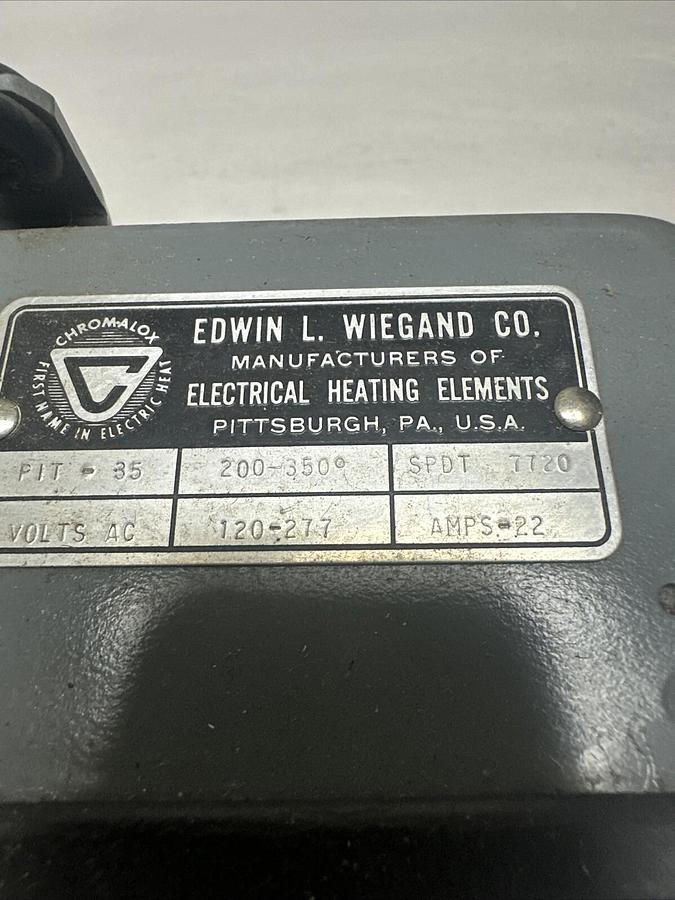 CHROMALOX
FIRST NAME IN ELECTRIC HEAT
C
EDWIN L. WIEGAND CO.
MANUFACTURERS OF
ELECTRICAL HEATING ELEMENTS
PITTSBURGH, PA., U.S.A.
PIT - 35 200-350° SPDT 7720
VOLTS AC 120-277 AMPS-22